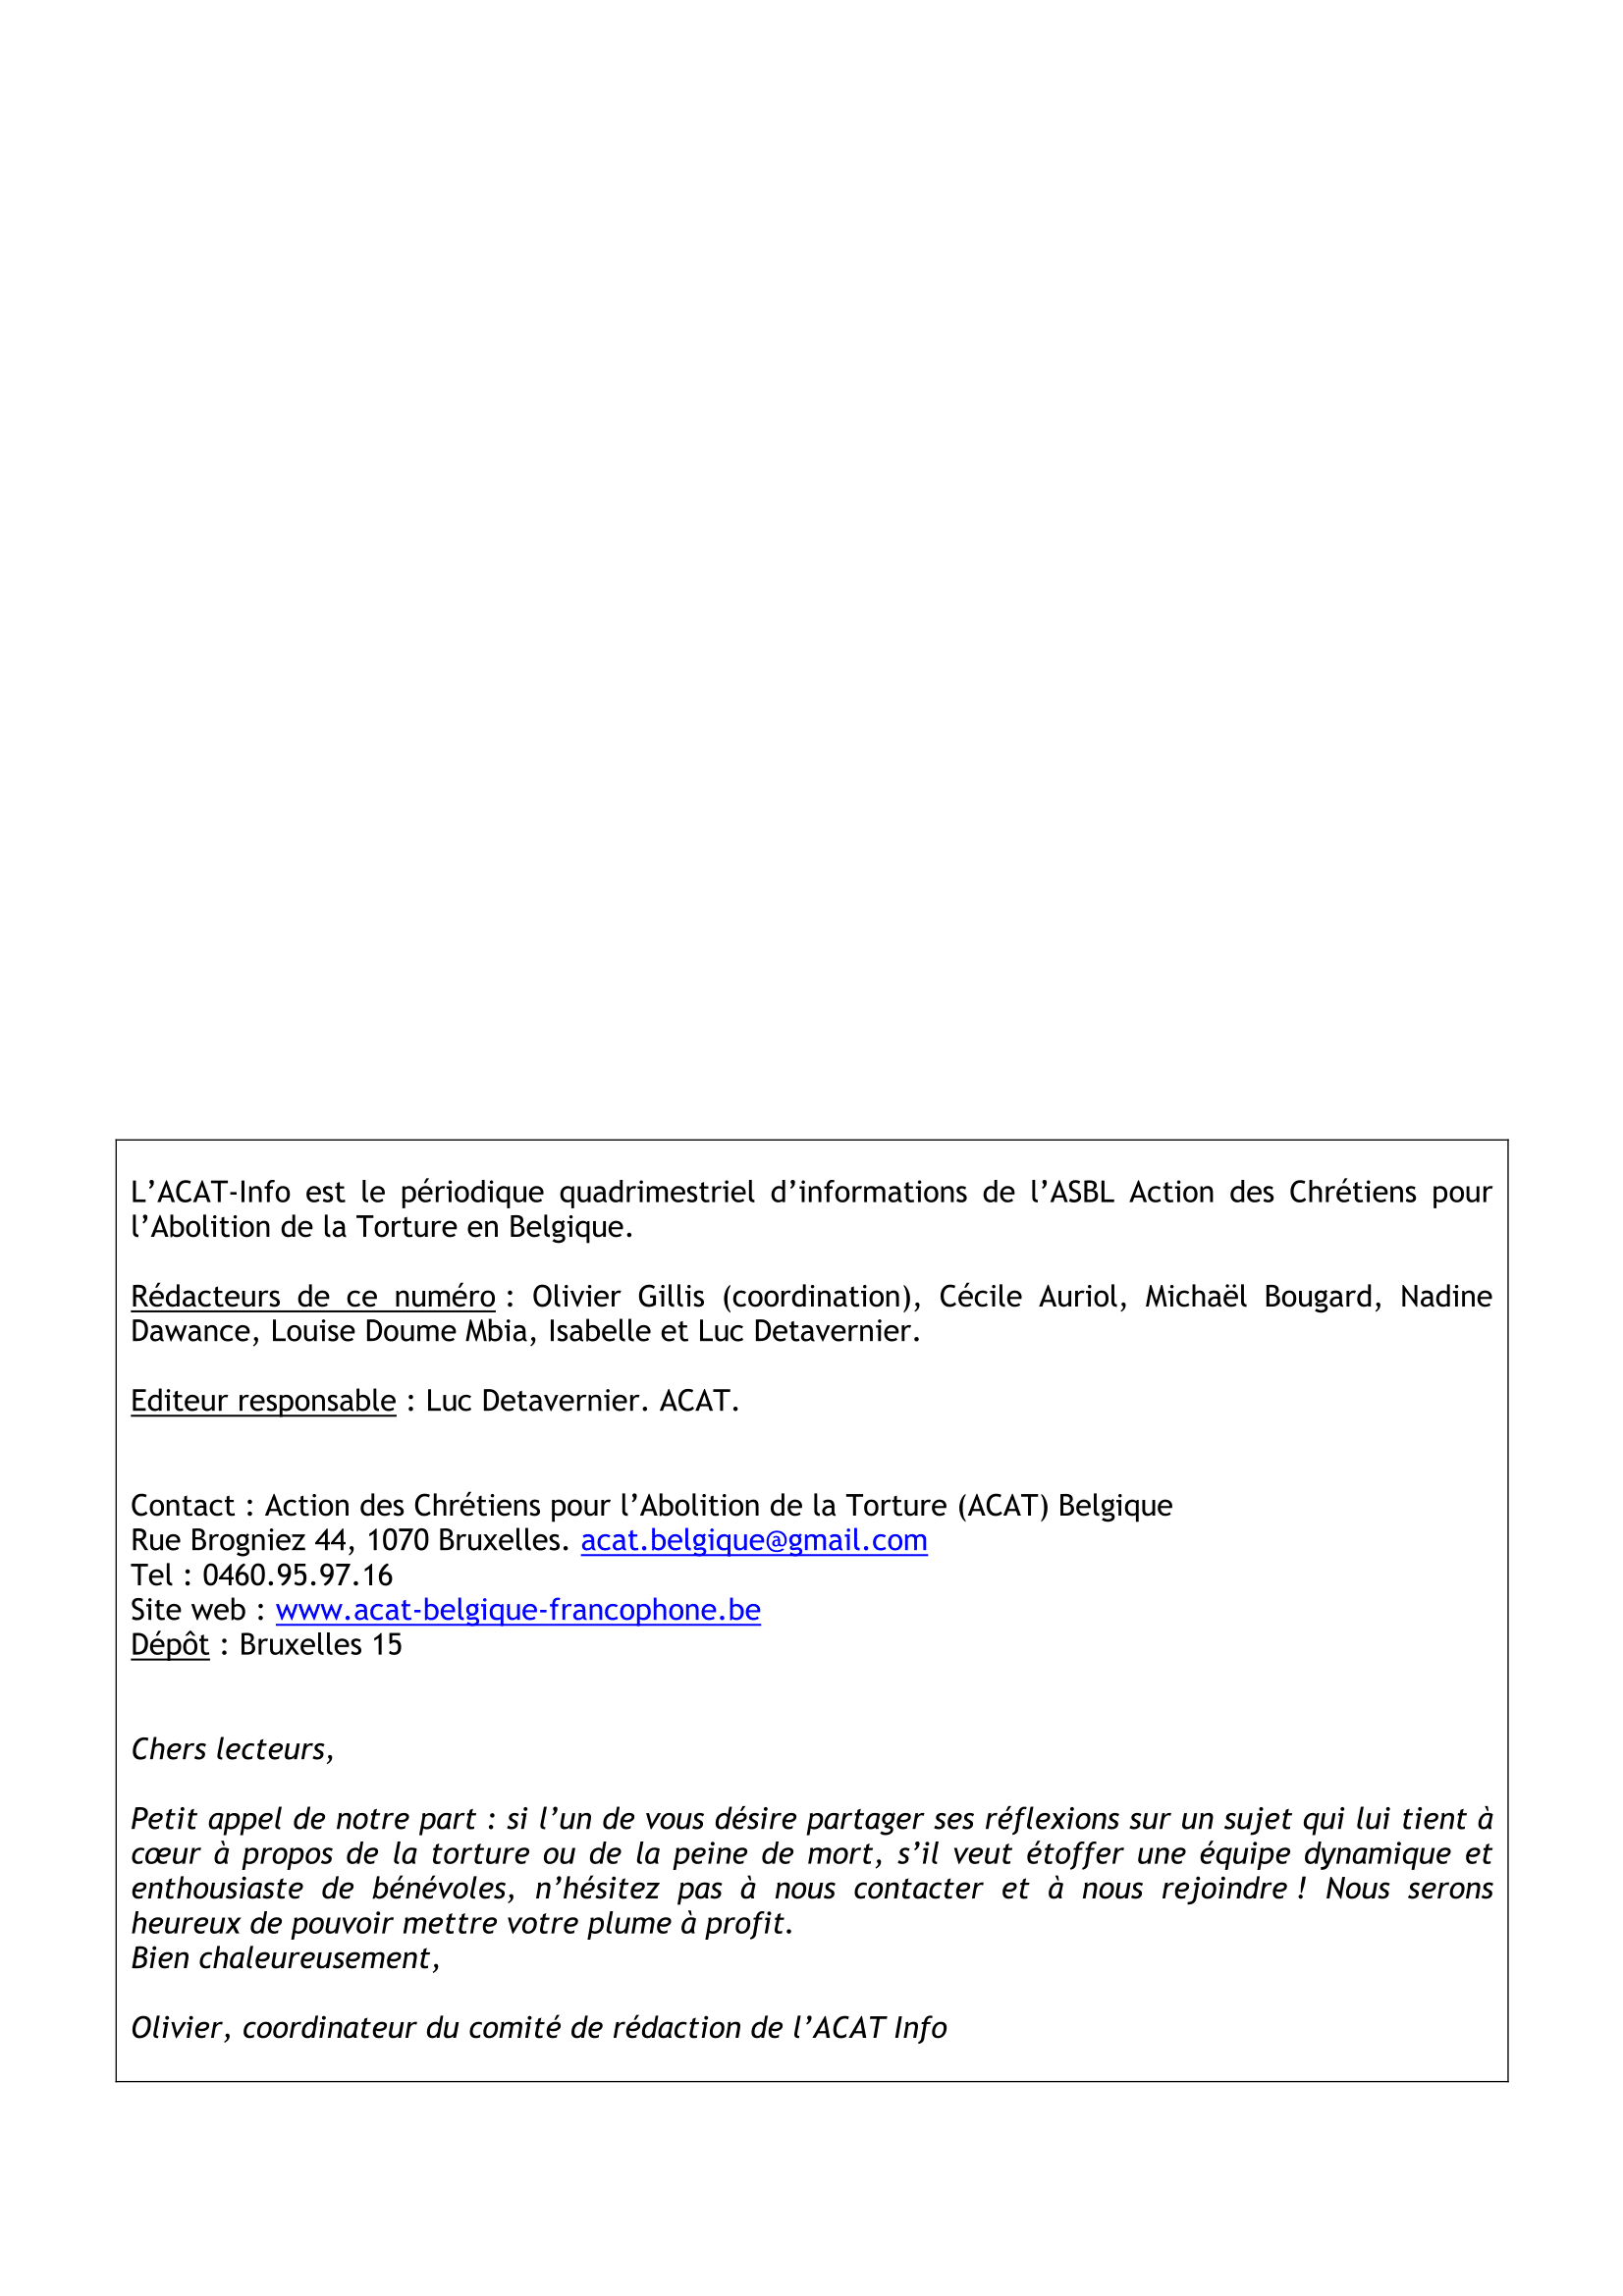 L’ACAT-Info est le périodique quadrimestriel d’informations de l’ASBL Action des Chrétiens pour
l’Abolition de la Torture en Belgique.
Rédacteurs de ce numéro : Olivier Gillis (coordination), Cécile Auriol, Michaël Bougard, Nadine
Dawance, Louise Doume Mbia, Isabelle et Luc Detavernier.
Editeur responsable : Luc Detavernier. ACAT.
Contact : Action des Chrétiens pour l’Abolition de la Torture (ACAT) Belgique
Rue Brogniez 44, 1070 Bruxelles. acat.belgique@gmail.com
Tel : 0460.95.97.16
Site web : www.acat-belgique-francophone.be
Dépôt : Bruxelles 15
Chers lecteurs,
Petit appel de notre part : si l’un de vous désire partager ses réflexions sur un sujet qui lui tient à
cœur à propos de la torture ou de la peine de mort, s’il veut étoffer une équipe dynamique et
enthousiaste de bénévoles, n’hésitez pas à nous contacter et à nous rejoindre ! Nous serons
heureux de pouvoir mettre votre plume à profit.
Bien chaleureusement,
Olivier, coordinateur du comité de rédaction de l’ACAT Info